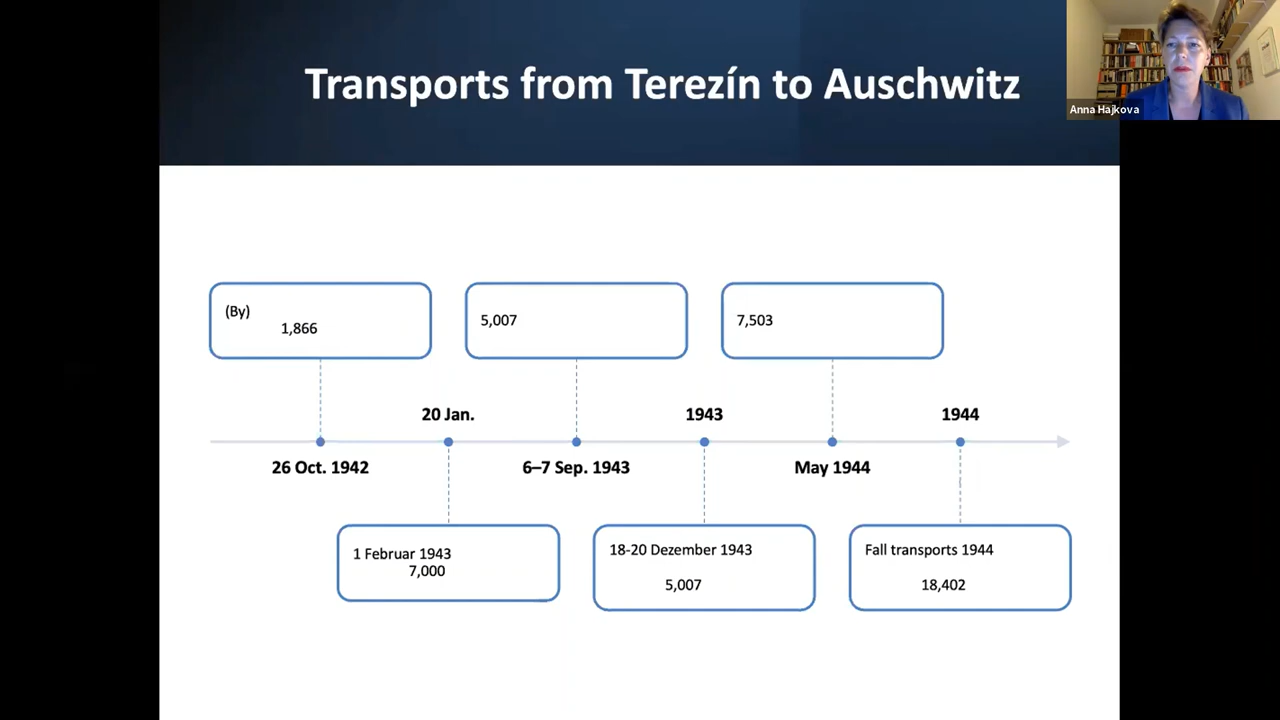 Transports from Terezín to Auschwitz
Anna Hajkova
(By)
1,866
5,007
7,503
20 Jan.
1943
1944
26 Oct. 1942
6–7 Sep. 1943
May 1944
1 Februar 1943
7,000
18-20 Dezember 1943
5,007
Fall transports 1944
18,402